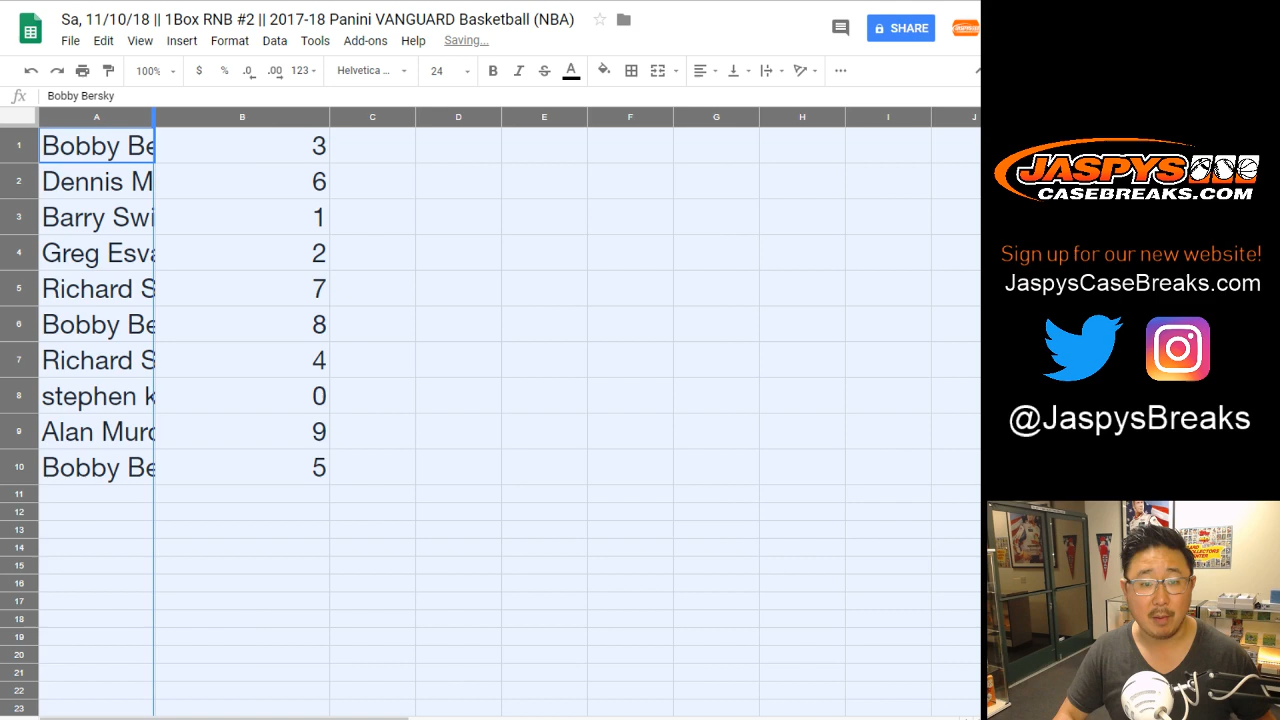 Sa, 11/10/18 || 1Box RNB #2 || 2017-18 Panini VANGUARD Basketball (NBA)
File Edit View Insert Format Data Tools Add-ons Help Saving...
SHARE
100% $ % .0 .00 123 Helvetica ... 24 B I S A
fx Bobby Bersky
A B C D E F G H I J
1 Bobby Be 3
2 Dennis M 6
3 Barry Swi 1
4 Greg Esva 2
5 Richard S 7
6 Bobby Be 8
7 Richard S 4
8 stephen k 0
9 Alan Murd 9
10 Bobby Be 5
11
12
13
14
15
16
17
18
19
20
21
22
23
JASPYS
CASEBREAKS.COM
Sign up for our new website!
JaspysCaseBreaks.com
@JaspysBreaks